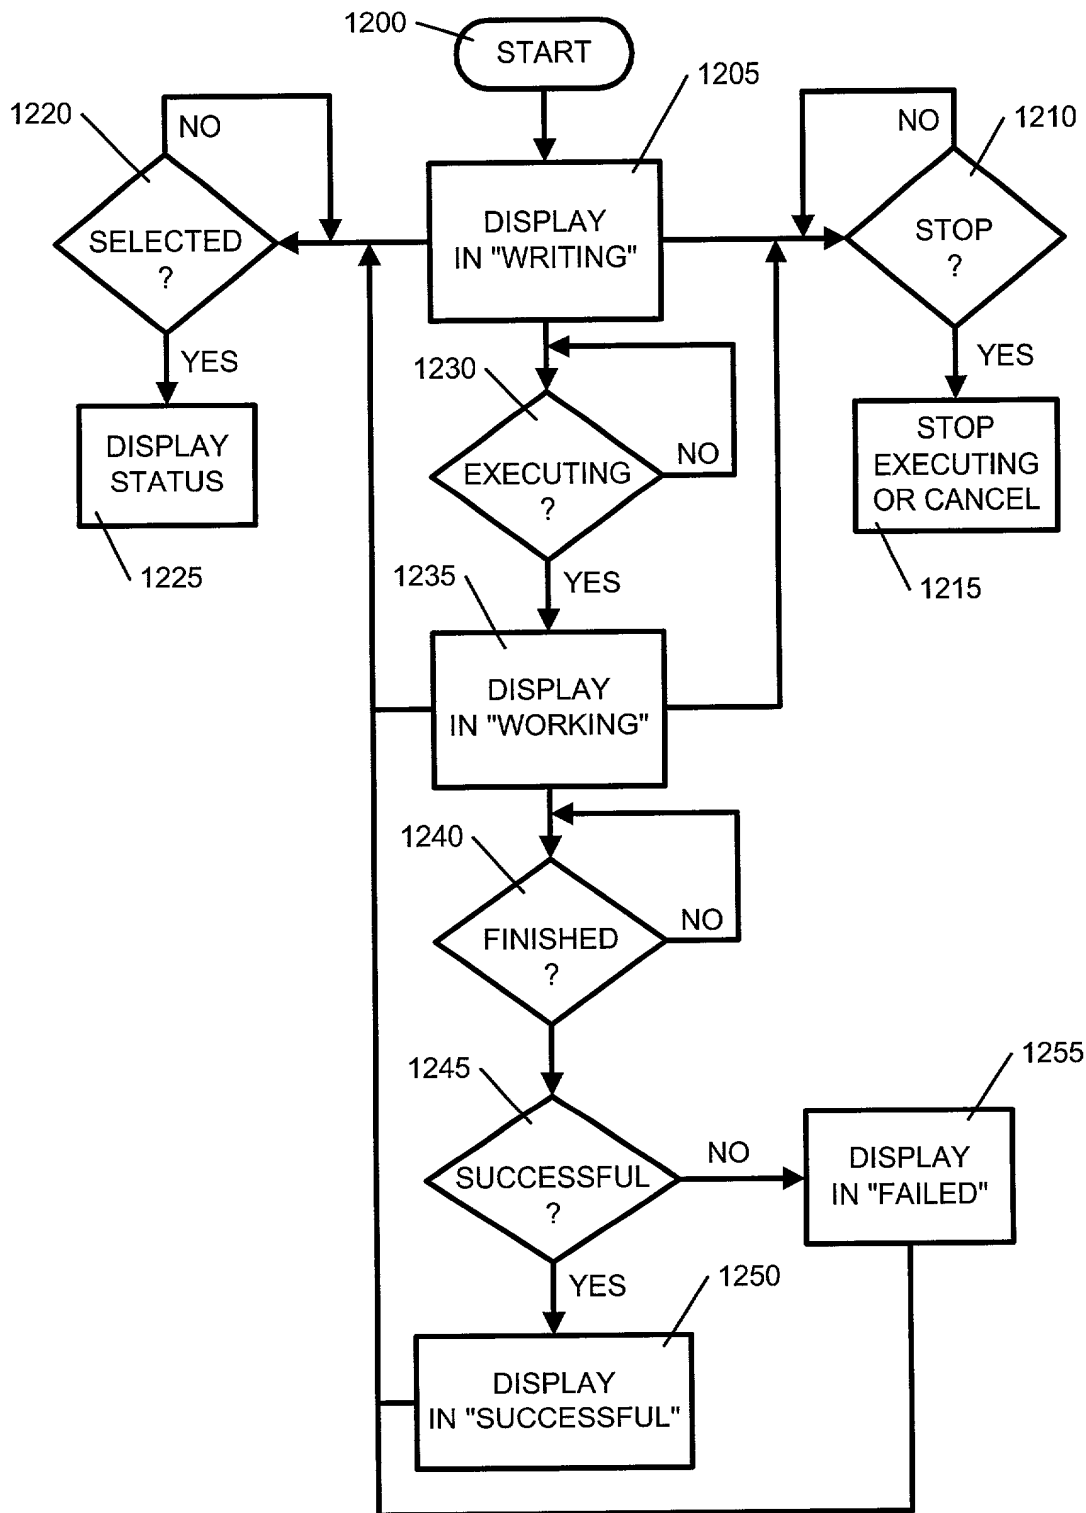 1200
START
1205
1220
NO
NO
1210
SELECTED
?
DISPLAY
IN "WRITING"
STOP
?
YES
1230
YES
DISPLAY
STATUS
EXECUTING
?
NO
STOP
EXECUTING
OR CANCEL
1225
1235
YES
1215
DISPLAY
IN "WORKING"
1240
FINISHED
?
NO
1245
1255
SUCCESSFUL
?
NO
DISPLAY
IN "FAILED"
YES
1250
DISPLAY
IN "SUCCESSFUL"